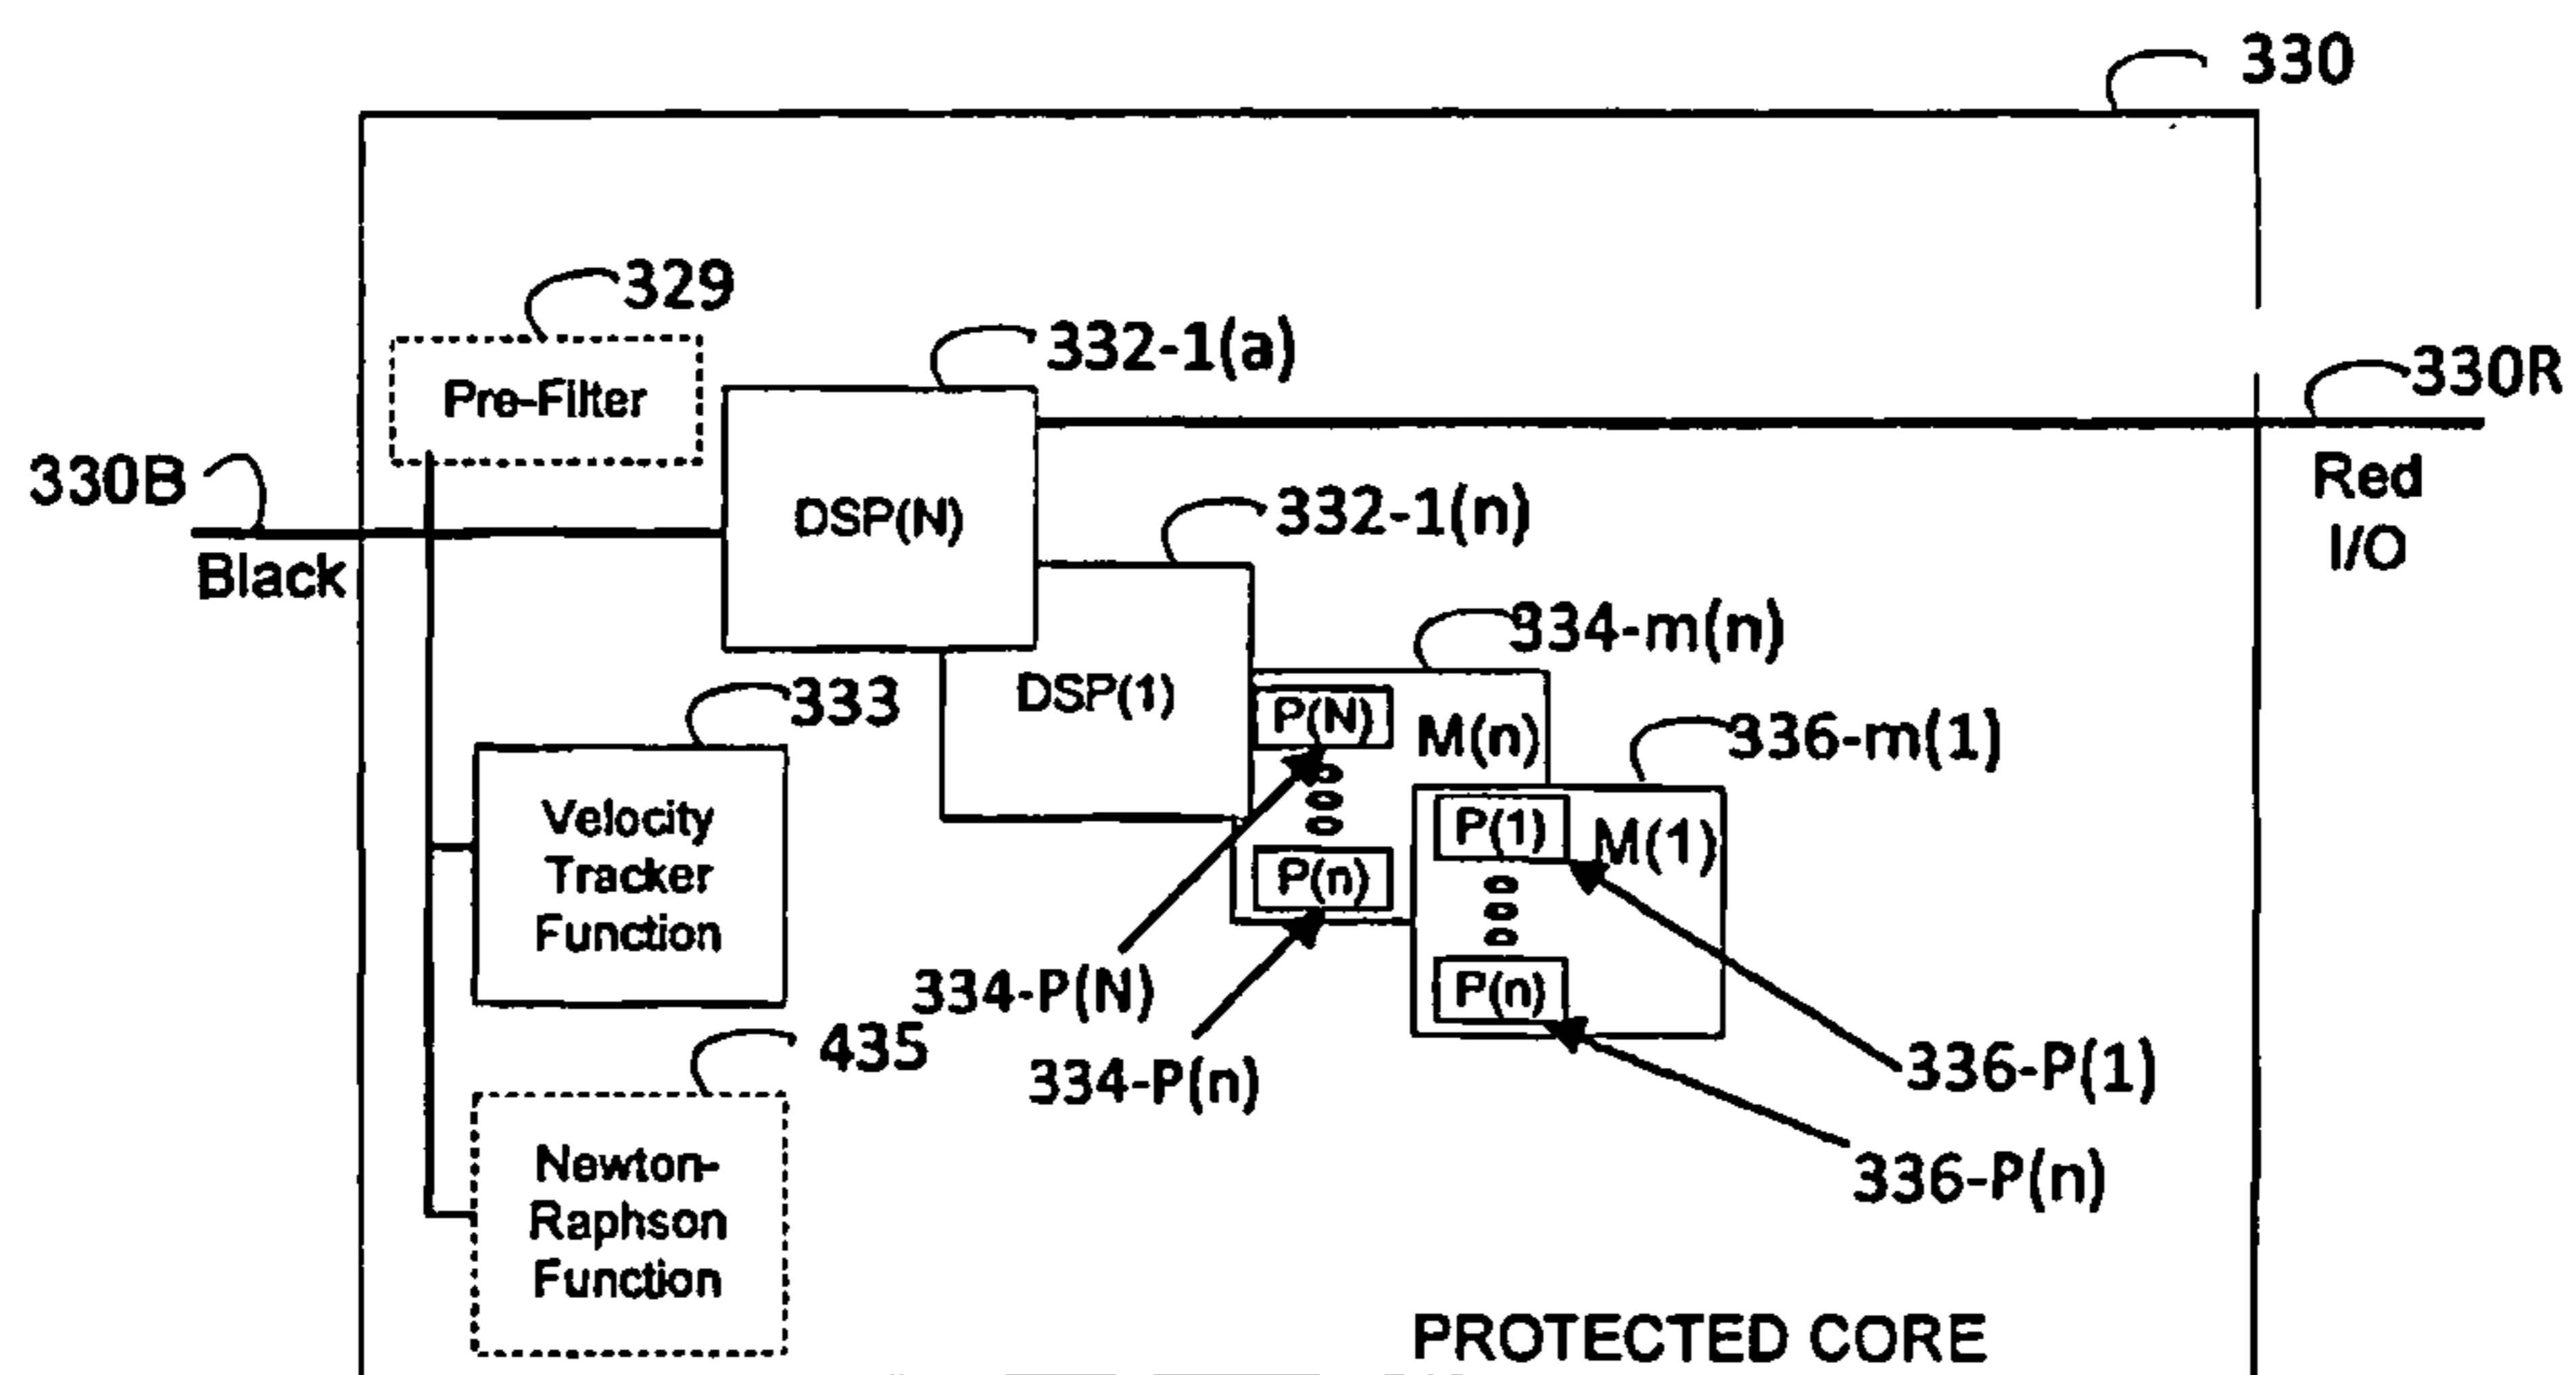 330
329
332-1(a)
330R
Pre-Filter
330B
Red
I/O
DSP(N)
332-1(n)
Black
334-m(n)
DSP(1)
333
P(N)
M(n)
336-m(1)
Velocity
Tracker
Function
P(1)
M(1)
P(n)
334-P(N)
P(n)
435
334-P(n)
336-P(1)
336-P(n)
Newton-
Raphson
Function
PROTECTED CORE